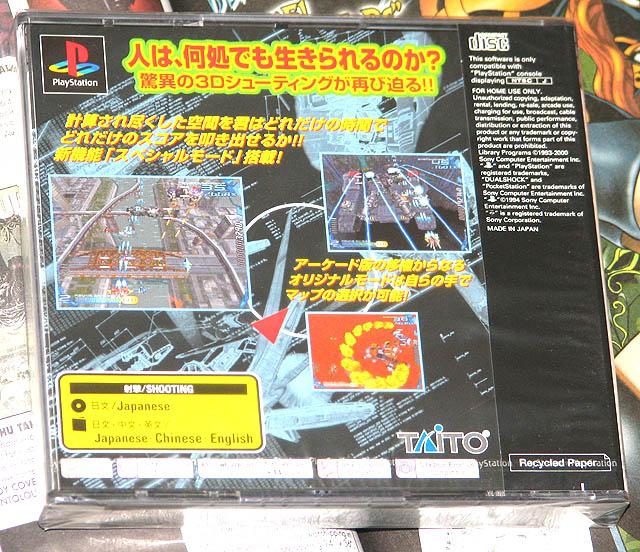 PlayStation
人は、何処でも生きられるのか?
驚異の3Dシューティングが再び迫る!!
計算され尽くした空間を君はどれだけの時間で
どれだけのスコアを叩き出せるか!!
新機能「スペシャルモード」搭載!
アーケード版の移植からなる
オリジナルモードは自らの手で
マップの選択が可能!
射撃/SHOOTING
日文/Japanese
日文・中文・英文/
Japanese Chinese English
TAITO
disc
This software is only
compatible with
"PlayStation" console
displaying NTSC J
FOR HOME USE ONLY.
Unauthorized copying, adaptation,
rental, lending, re-sale, arcade use,
charging for use, broadcast, cable
transmission, public performance,
distribution or extraction of this
product or any trademark or copy-
right work that forms part of this
product are prohibited.
Library Programs ©1993-2000
Sony Computer Entertainment Inc.
" " and "PlayStation" are
registered trademarks,
"DUALSHOCK" and
"PocketStation" are trademarks of
Sony Computer Entertainment Inc.
" " ©1994 Sony Computer
Entertainment Inc.
" " is a registered trademark of
Sony Corporation.
MADE IN JAPAN
Recycled Paper